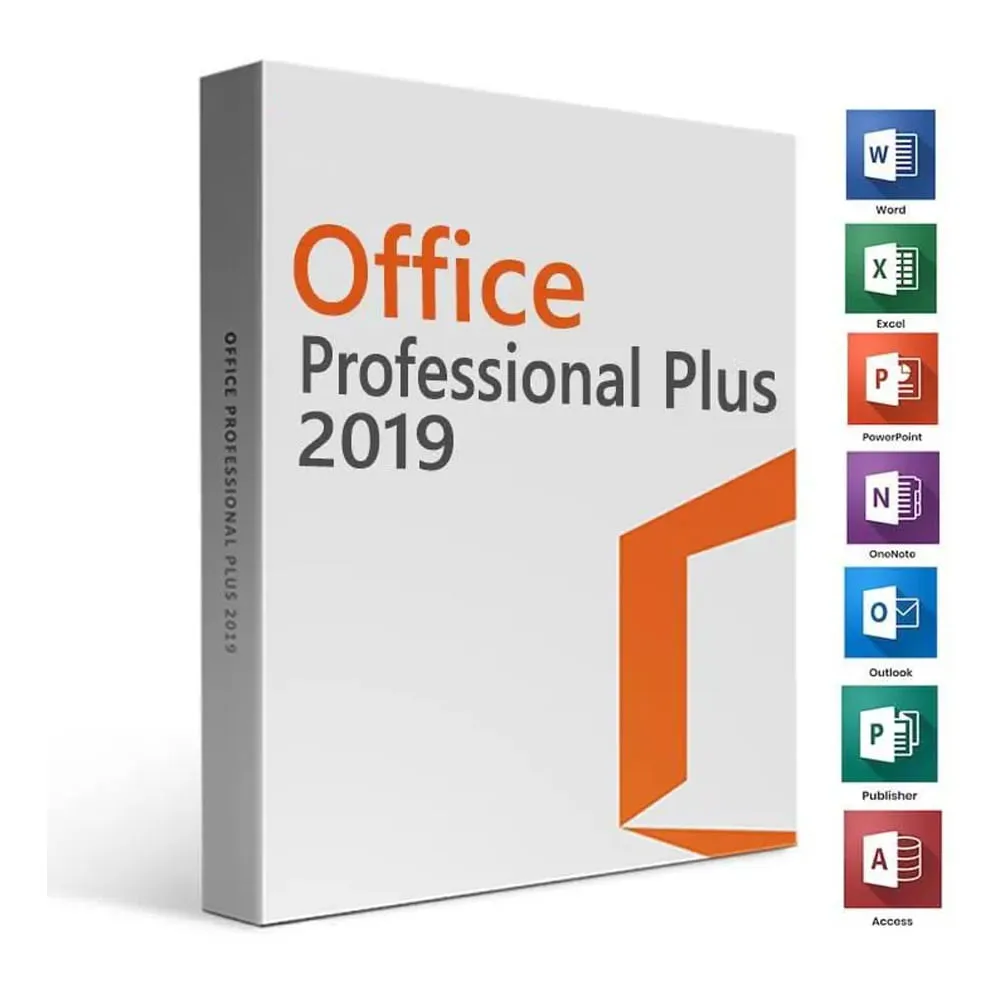 Office
Professional Plus
2019
OFFICE PROFESSIONAL PLUS 2019
W
Word
X
Excel
P
PowerPoint
N
OneNote
O
Outlook
P
Publisher
A
Access